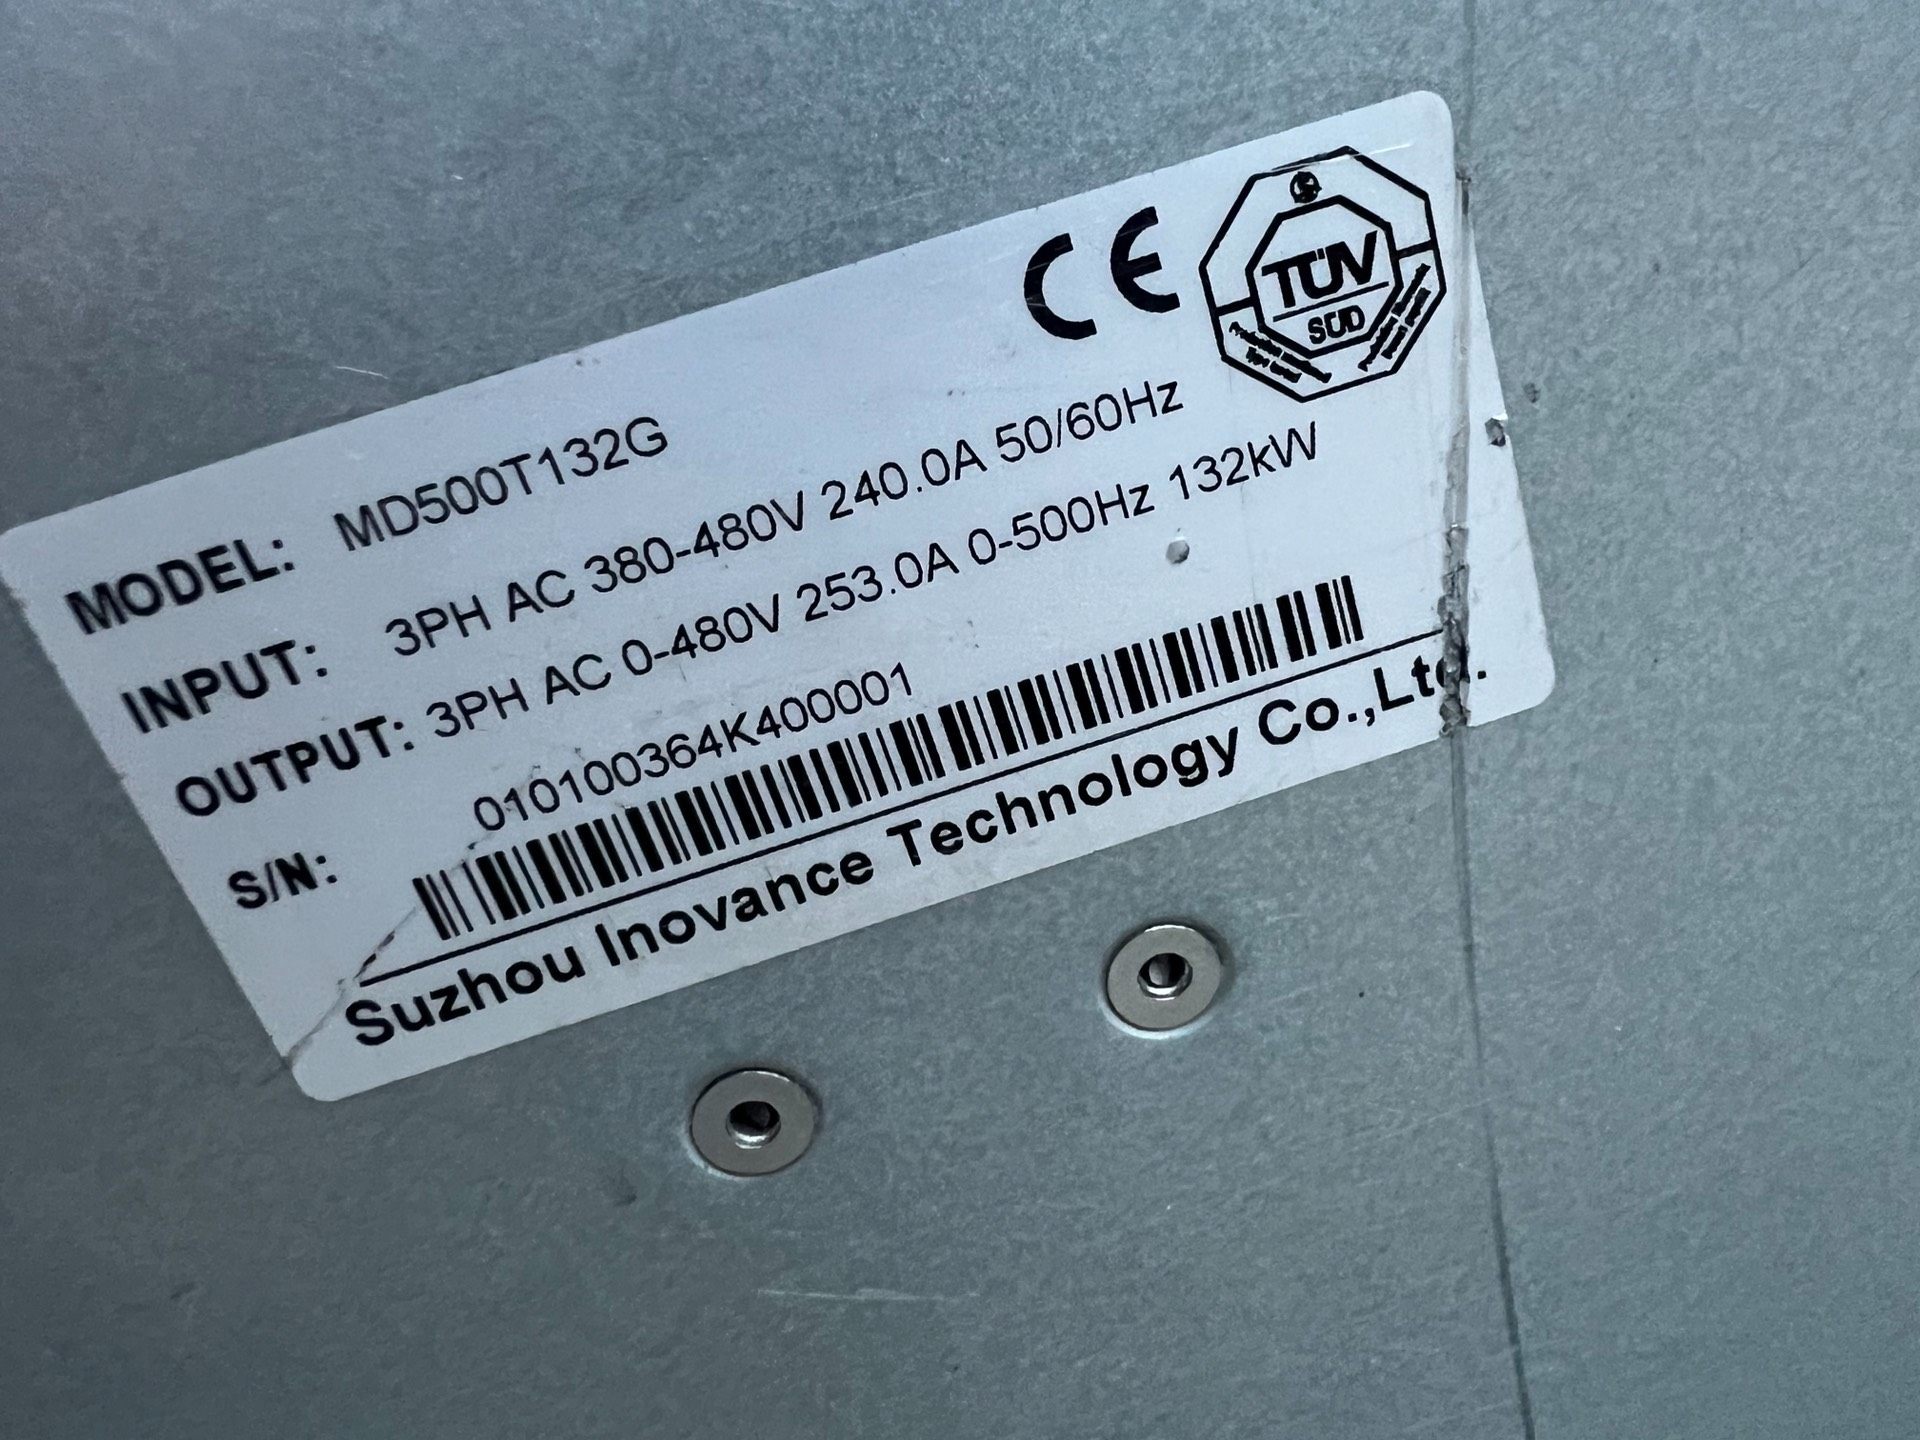 CE
TÜV
SÜD
MODEL: MD500T132G
INPUT: 3PH AC 380-480V 240.0A 50/60Hz
OUTPUT: 3PH AC 0-480V 253.0A 0-500Hz 132kW
S/N: 010100364K400001
Suzhou Inovance Technology Co.,Ltd.